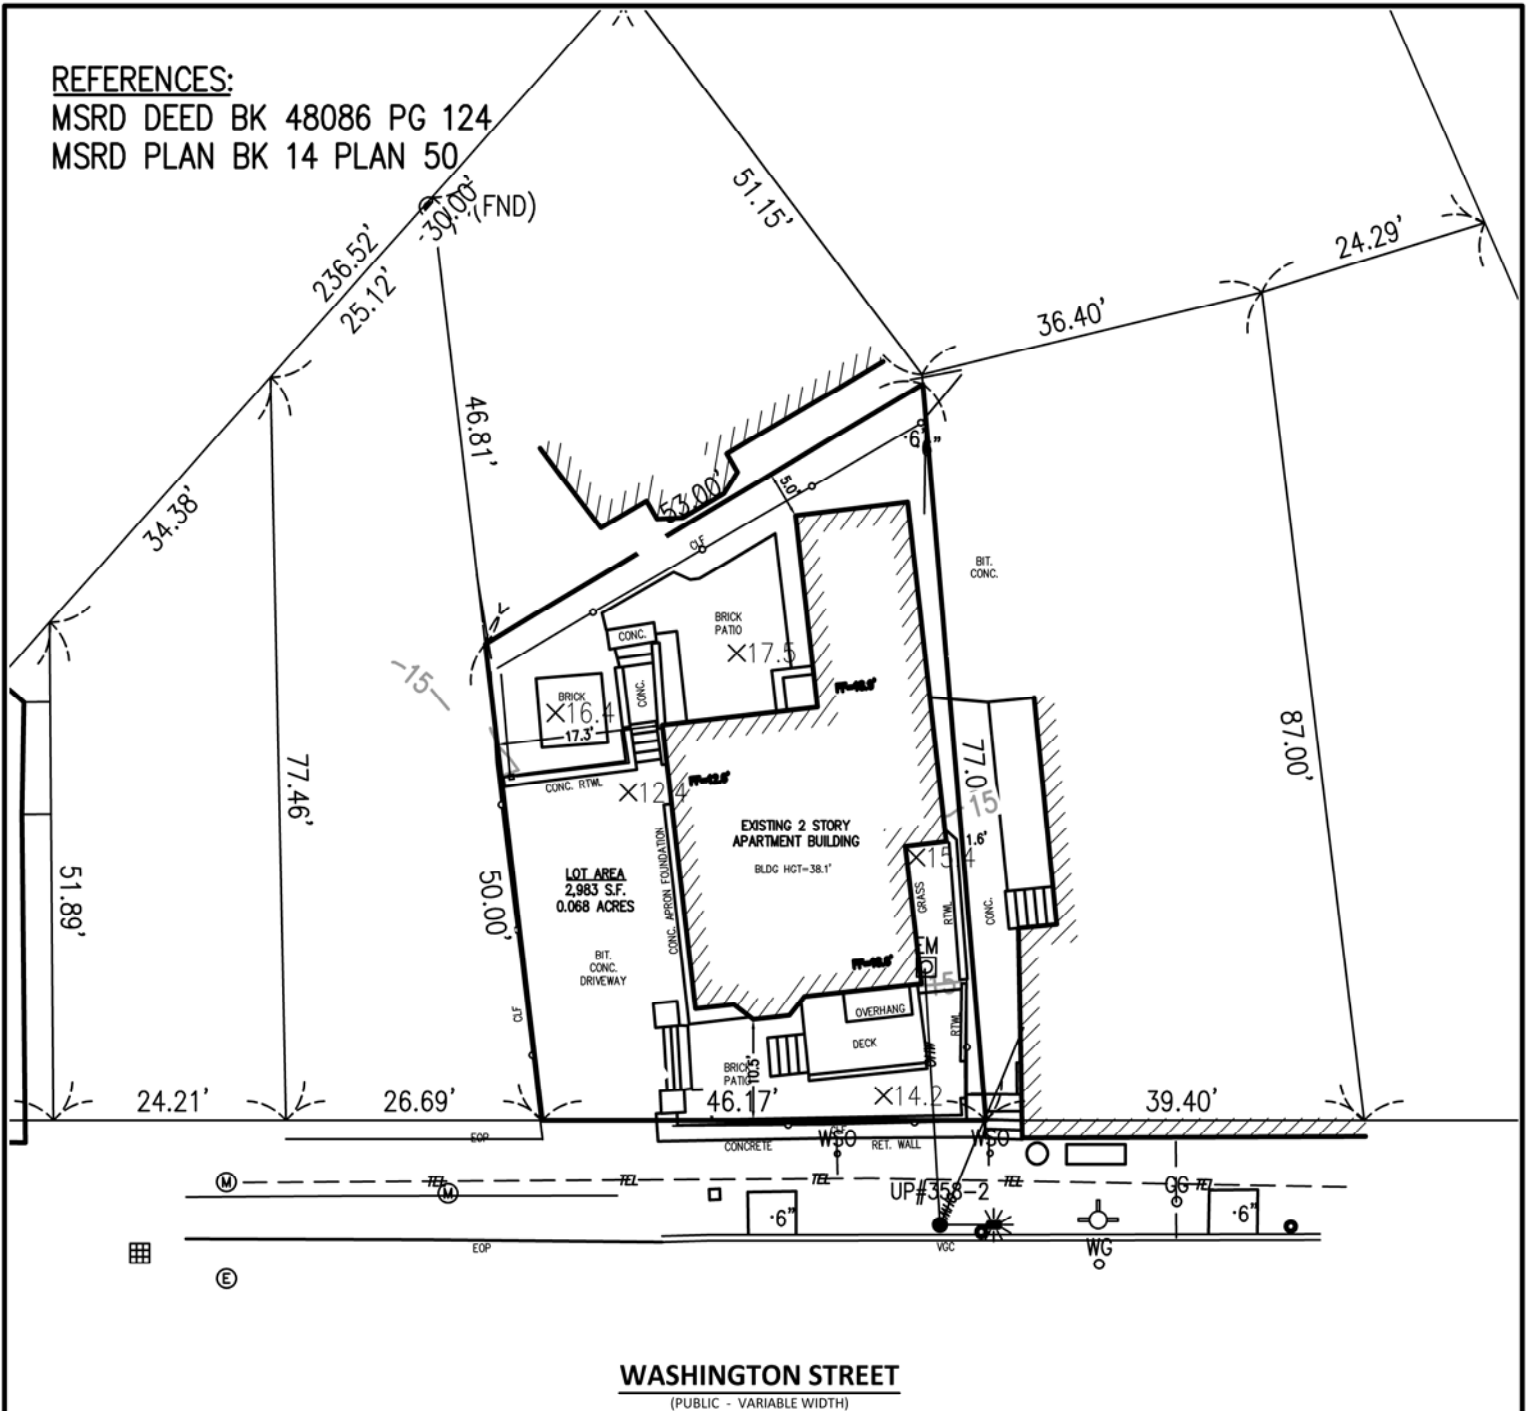 REFERENCES:
MSRD DEED BK 48086 PG 124
MSRD PLAN BK 14 PLAN 50
30.00'
(FND)
236.52'
25.12'
51.15'
24.29'
36.40'
46.81'
34.38'
53.00'
5.0'
CLF
BIT.
CONC.
BRICK
PATIO
17.5
CONC.
CONC.
15
BRICK
16.4
17.3'
CONC. RTWL
12.4
77.46'
77.0
87.00'
15
1.6'
15.4
EXISTING 2 STORY
APARTMENT BUILDING
BLDG HGT=38.1'
CONC. APRON FOUNDATION
LOT AREA
2,983 S.F.
0.068 ACRES
50.00'
51.89'
GRASS
RTWL
CONC.
EM
15
BIT.
CONC.
DRIVEWAY
CLF
OVERHANG
DECK
RTWL
BRICK
PATIO
10.5'
14.2
24.21'
26.69'
46.17'
39.40'
EOP
CONCRETE
CLF
WSO
RET. WALL
WSO
M
TEL
M
TEL
TEL
TEL
GG
TEL
UP#358-2
6"
6"
EOP
VGC
WG
E
WASHINGTON STREET
(PUBLIC - VARIABLE WIDTH)